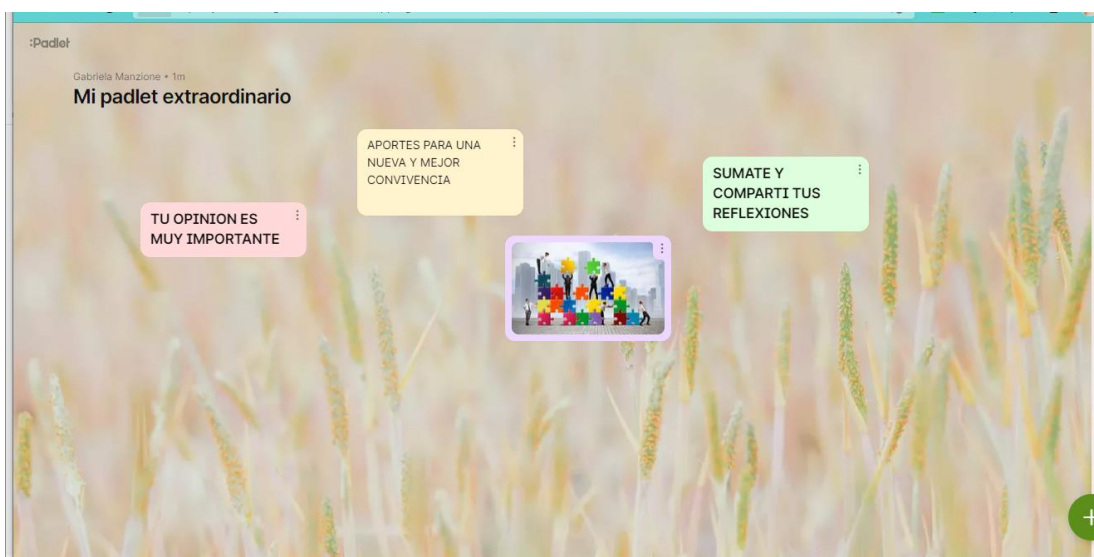 :Padlet
Gabriela Manzione • 1m
Mi padlet extraordinario
APORTES PARA UNA
NUEVA Y MEJOR
CONVIVENCIA
SUMATE Y
COMPARTI TUS
REFLEXIONES
TU OPINION ES
MUY IMPORTANTE